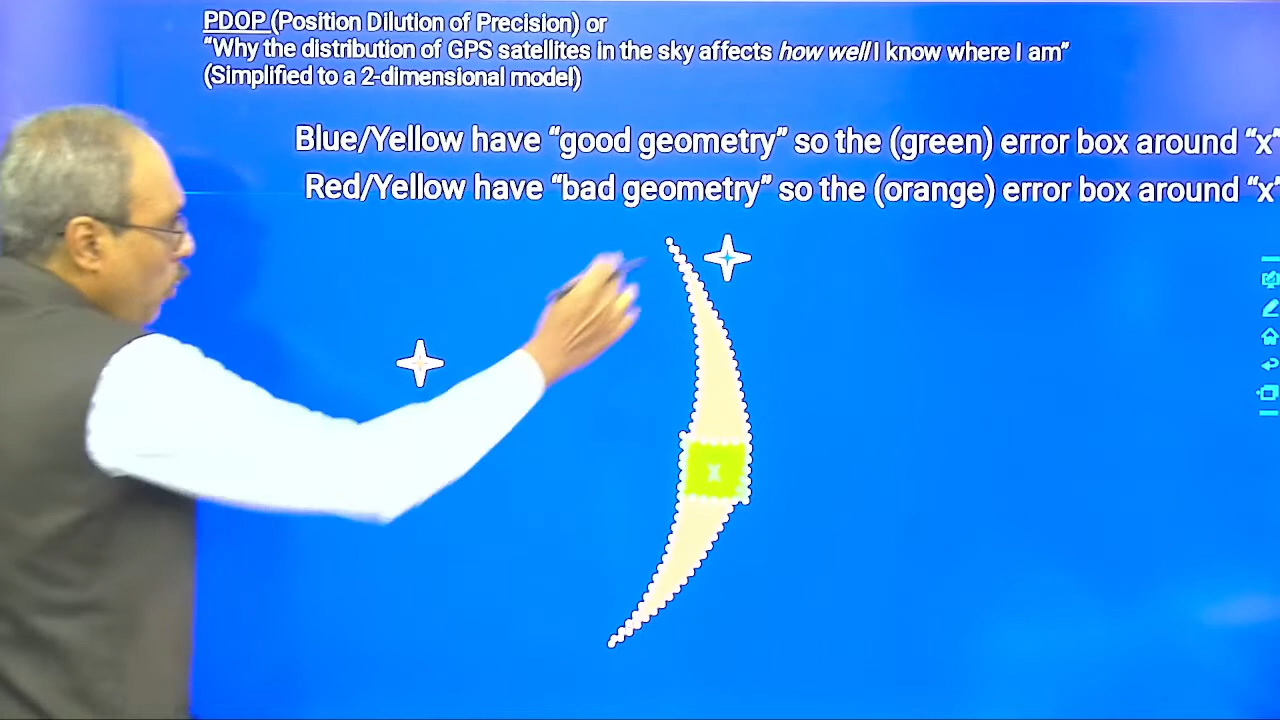 PDOP (Position Dilution of Precision) or
“Why the distribution of GPS satellites in the sky affects how well I know where I am”
(Simplified to a 2-dimensional model)
Blue/Yellow have “good geometry” so the (green) error box around “x”
Red/Yellow have “bad geometry” so the (orange) error box around “x”
x